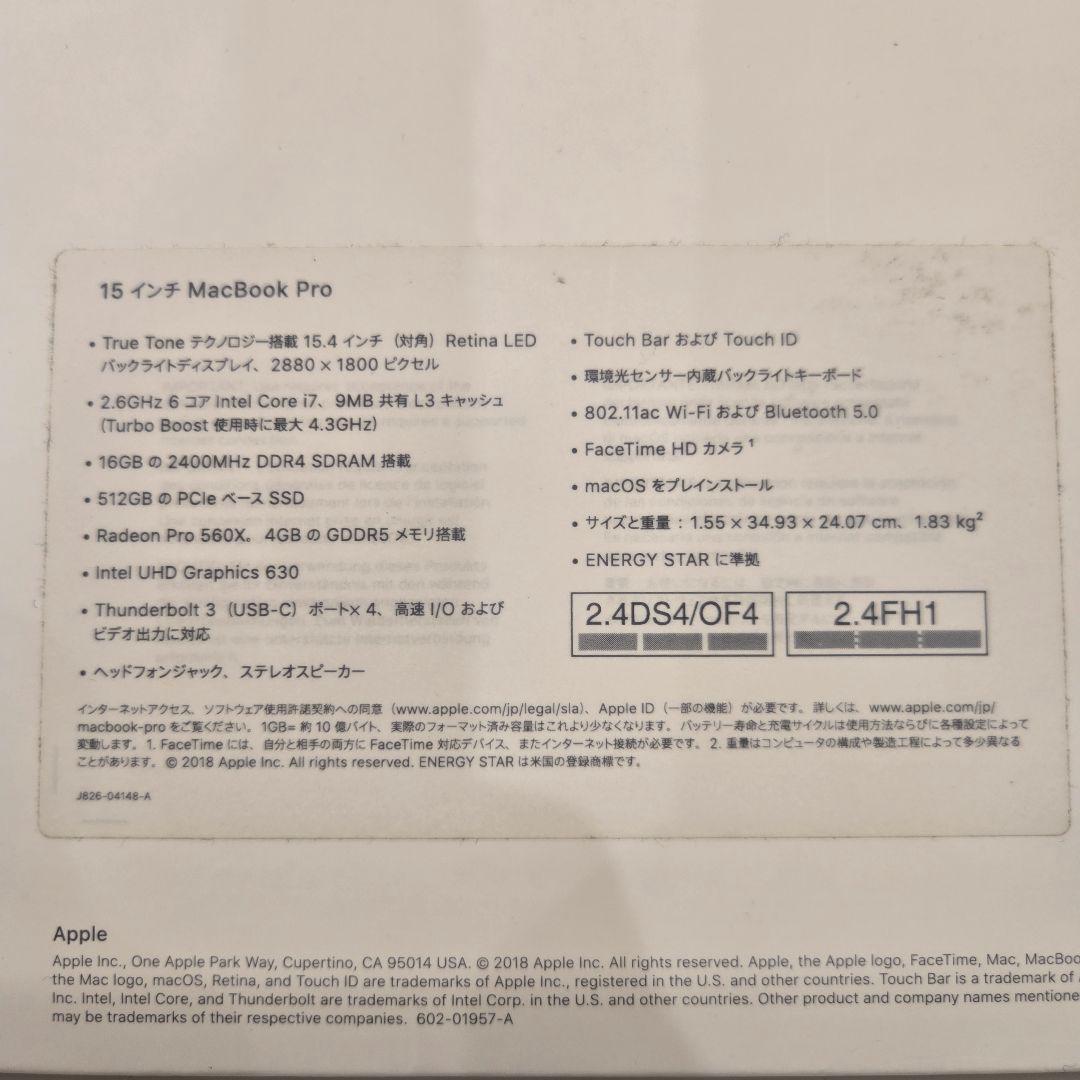 15 インチ MacBook Pro
• True Tone テクノロジー搭載 15.4 インチ（対角）Retina LED
バックライトディスプレイ、2880 × 1800 ピクセル
• 2.6GHz 6 コア Intel Core i7、9MB 共有 L3 キャッシュ
（Turbo Boost 使用時に最大 4.3GHz）
• 16GB の 2400MHz DDR4 SDRAM 搭載
• 512GB の PCIe ベース SSD
• Radeon Pro 560X。4GB の GDDR5 メモリ搭載
• Intel UHD Graphics 630
• Thunderbolt 3（USB-C）ポート× 4、高速 I/O および
ビデオ出力に対応
• ヘッドフォンジャック、ステレオスピーカー
• Touch Bar および Touch ID
• 環境光センサー内蔵バックライトキーボード
• 802.11ac Wi-Fi および Bluetooth 5.0
• FaceTime HD カメラ¹
• macOS をプレインストール
• サイズと重量：1.55 × 34.93 × 24.07 cm、1.83 kg²
• ENERGY STAR に準拠
2.4DS4/OF4
2.4FH1
インターネットアクセス、ソフトウェア使用許諾契約への同意（www.apple.com/jp/legal/sla）、Apple ID（一部の機能）が必要です。詳しくは、www.apple.com/jp/
macbook-pro をご覧ください。1GB= 約 10 億バイト、実際のフォーマット済み容量はこれより少なくなります。バッテリー寿命と充電サイクルは使用方法ならびに各種設定によって
変動します。1. FaceTime には、自分と相手の両方に FaceTime 対応デバイス、またインターネット接続が必要です。2. 重量はコンピュータの構成や製造工程によって多少異なる
ことがあります。© 2018 Apple Inc. All rights reserved. ENERGY STAR は米国の登録商標です。
J826-04148-A
Apple
Apple Inc., One Apple Park Way, Cupertino, CA 95014 USA. © 2018 Apple Inc. All rights reserved. Apple, the Apple logo, FaceTime, Mac, MacBoo
the Mac logo, macOS, Retina, and Touch ID are trademarks of Apple Inc., registered in the U.S. and other countries. Touch Bar is a trademark of
Inc. Intel, Intel Core, and Thunderbolt are trademarks of Intel Corp. in the U.S. and other countries. Other product and company names mentione
may be trademarks of their respective companies. 602-01957-A